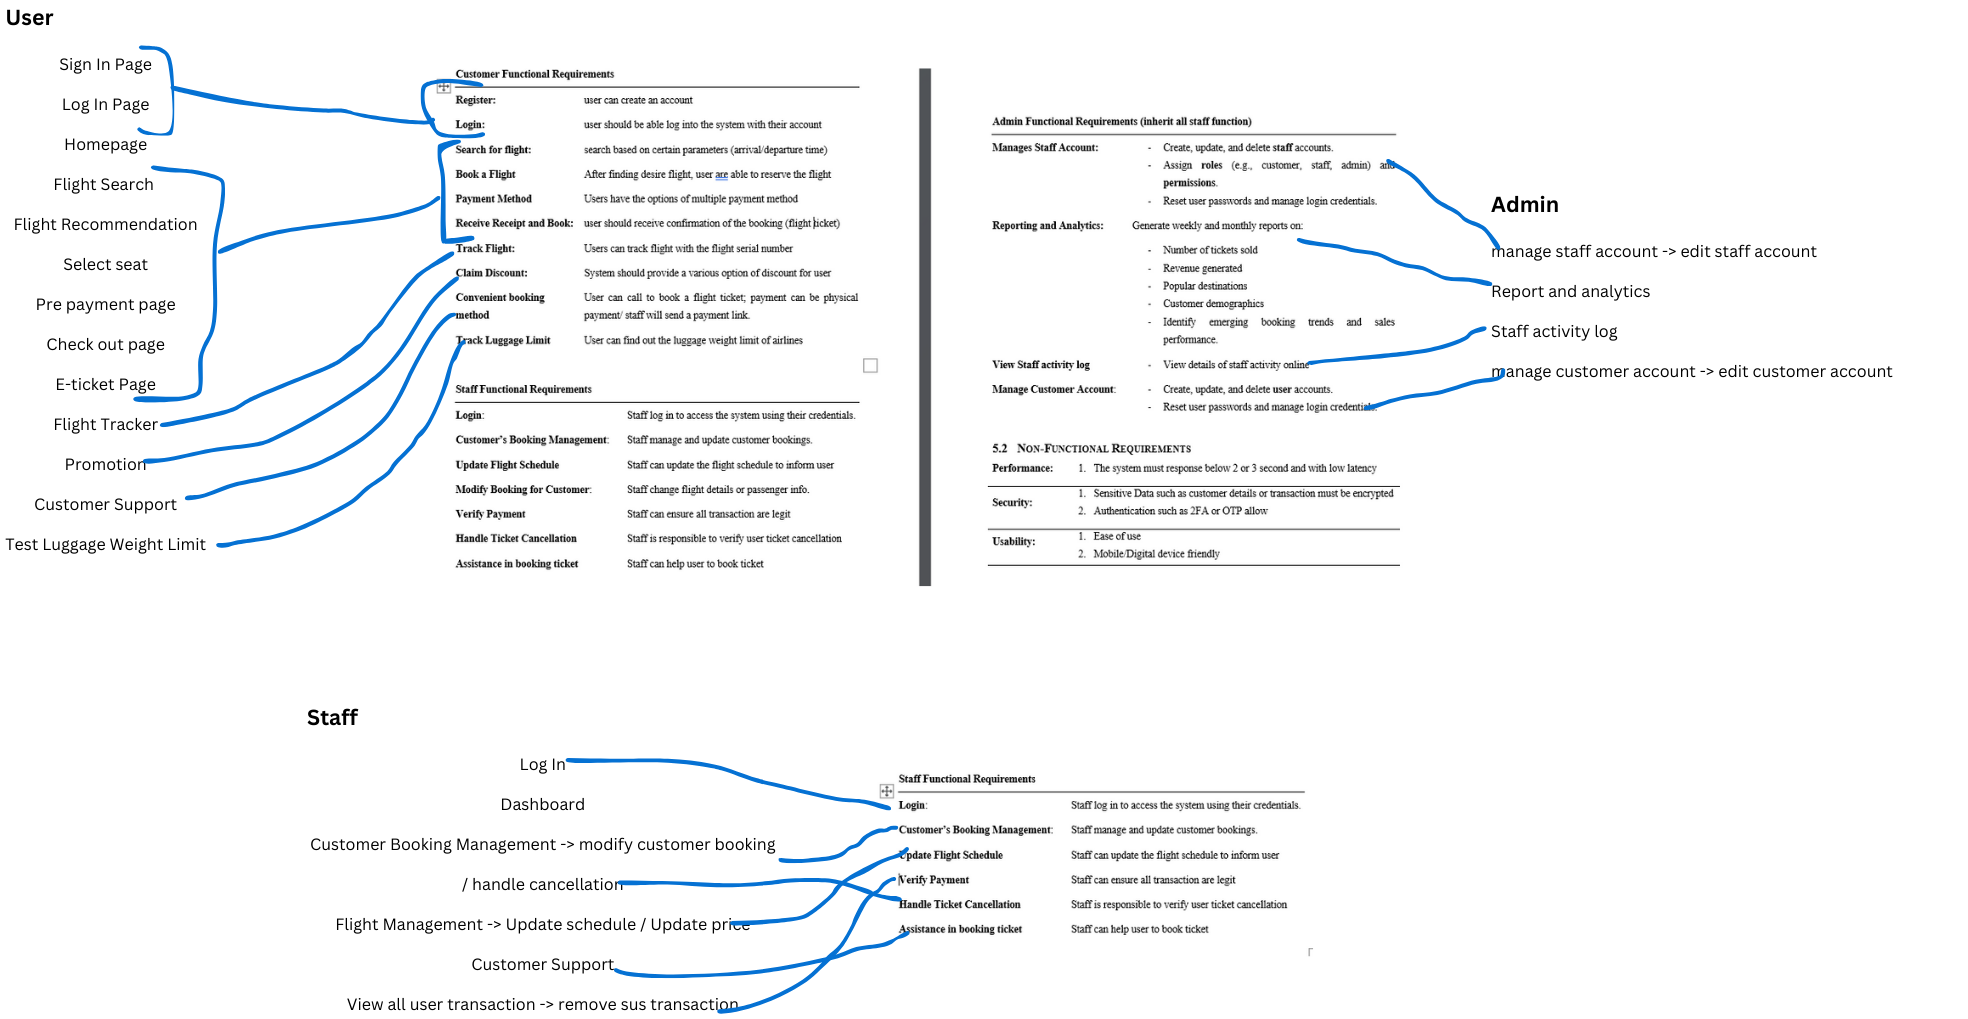 User
Sign In Page
Log In Page
Homepage
Flight Search
Flight Recommendation
Select seat
Pre payment page
Check out page
E-ticket Page
Flight Tracker
Promotion
Customer Support
Test Luggage Weight Limit
Customer Functional Requirements
Register: user can create an account
Login: user should be able log into the system with their account
Search for flight: search based on certain parameters (arrival/departure time)
Book a Flight After finding desire flight, user are able to reserve the flight
Payment Method Users have the options of multiple payment method
Receive Receipt and Book: user should receive confirmation of the booking (flight ticket)
Track Flight: Users can track flight with the flight serial number
Claim Discount: System should provide a various option of discount for user
Convenient booking User can call to book a flight ticket; payment can be physical
method payment/ staff will send a payment link.
Track Luggage Limit User can find out the luggage weight limit of airlines
Staff Functional Requirements
Login: Staff log in to access the system using their credentials.
Customer's Booking Management: Staff manage and update customer bookings.
Update Flight Schedule Staff can update the flight schedule to inform user
Modify Booking for Customer: Staff change flight details or passenger info.
Verify Payment Staff can ensure all transaction are legit
Handle Ticket Cancellation Staff is responsible to verify user ticket cancellation
Assistance in booking ticket Staff can help user to book ticket
Admin Functional Requirements (inherit all staff function)
Manages Staff Account: - Create, update, and delete staff accounts.
- Assign roles (e.g., customer, staff, admin) and
permissions.
- Reset user passwords and manage login credentials.
Reporting and Analytics: Generate weekly and monthly reports on:
- Number of tickets sold
- Revenue generated
- Popular destinations
- Customer demographics
- Identify emerging booking trends and sales
performance.
View Staff activity log - View details of staff activity online
Manage Customer Account: - Create, update, and delete user accounts.
- Reset user passwords and manage login credentials.
5.2 NON-FUNCTIONAL REQUIREMENTS
Performance: 1. The system must response below 2 or 3 second and with low latency
Security: 1. Sensitive Data such as customer details or transaction must be encrypted
2. Authentication such as 2FA or OTP allow
Usability: 1. Ease of use
2. Mobile/Digital device friendly
Admin
manage staff account -> edit staff account
Report and analytics
Staff activity log
manage customer account -> edit customer account
Staff
Log In
Dashboard
Customer Booking Management -> modify customer booking
/ handle cancellation
Flight Management -> Update schedule / Update price
Customer Support
View all user transaction -> remove sus transaction
Staff Functional Requirements
Login: Staff log in to access the system using their credentials.
Customer's Booking Management: Staff manage and update customer bookings.
Update Flight Schedule Staff can update the flight schedule to inform user
Verify Payment Staff can ensure all transaction are legit
Handle Ticket Cancellation Staff is responsible to verify user ticket cancellation
Assistance in booking ticket Staff can help user to book ticket